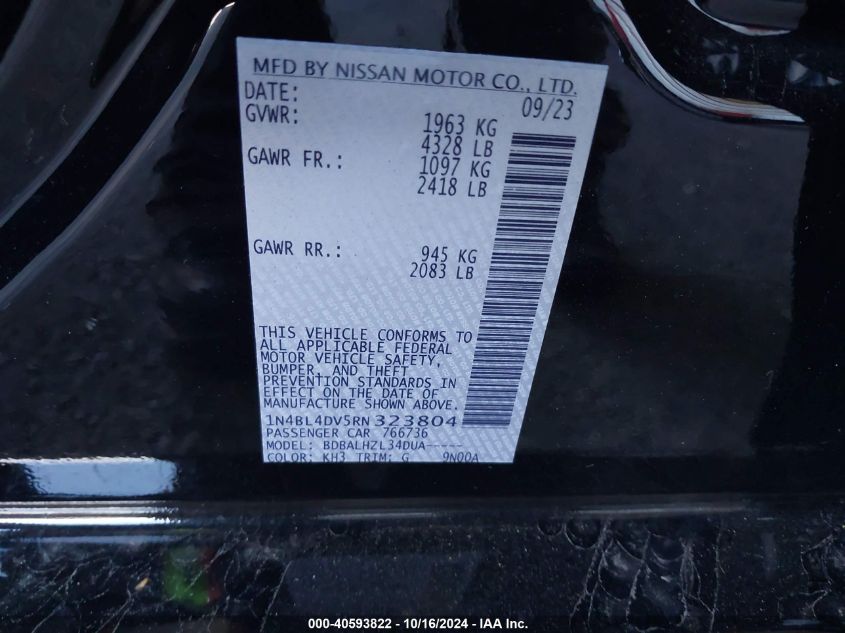 MFD BY NISSAN MOTOR CO., LTD.
DATE: 09/23
GVWR: 1963 KG
4328 LB
GAWR FR.: 1097 KG
2418 LB
GAWR RR.: 945 KG
2083 LB
THIS VEHICLE CONFORMS TO
ALL APPLICABLE FEDERAL
MOTOR VEHICLE SAFETY,
BUMPER, AND THEFT
PREVENTION STANDARDS IN
EFFECT ON THE DATE OF
MANUFACTURE SHOWN ABOVE.
1N4BL4DV5RN323804
PASSENGER CAR 766736
MODEL: BDBALHZL34DUA-----
COLOR: KH3 TRIM: G 9N00A
000-40593822 - 10/16/2024 - IAA Inc.